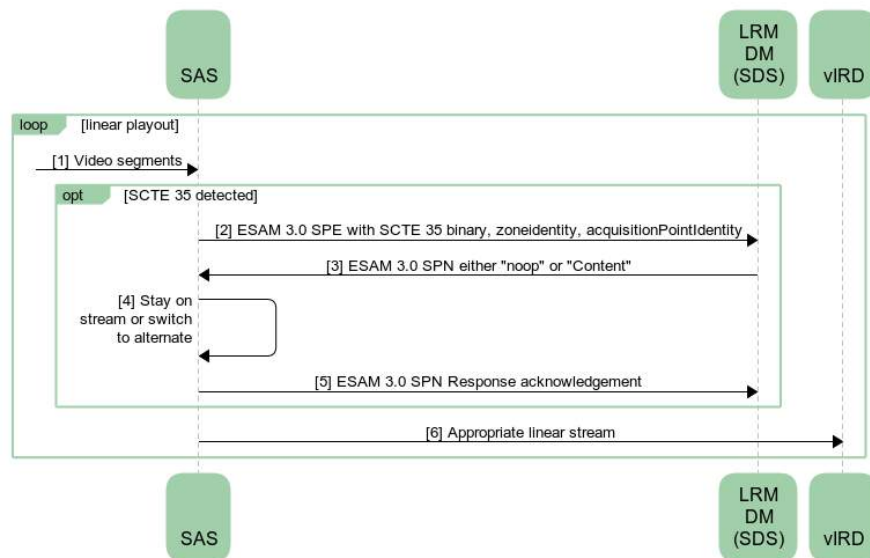 SAS
LRM
DM
(SDS)
vIRD
loop [linear playout]
[1] Video segments
opt [SCTE 35 detected]
[2] ESAM 3.0 SPE with SCTE 35 binary, zoneidentity, acquisitionPointIdentity
[3] ESAM 3.0 SPN either "noop" or "Content"
[4] Stay on
stream or switch
to alternate
[5] ESAM 3.0 SPN Response acknowledgement
[6] Appropriate linear stream
SAS
LRM
DM
(SDS)
vIRD